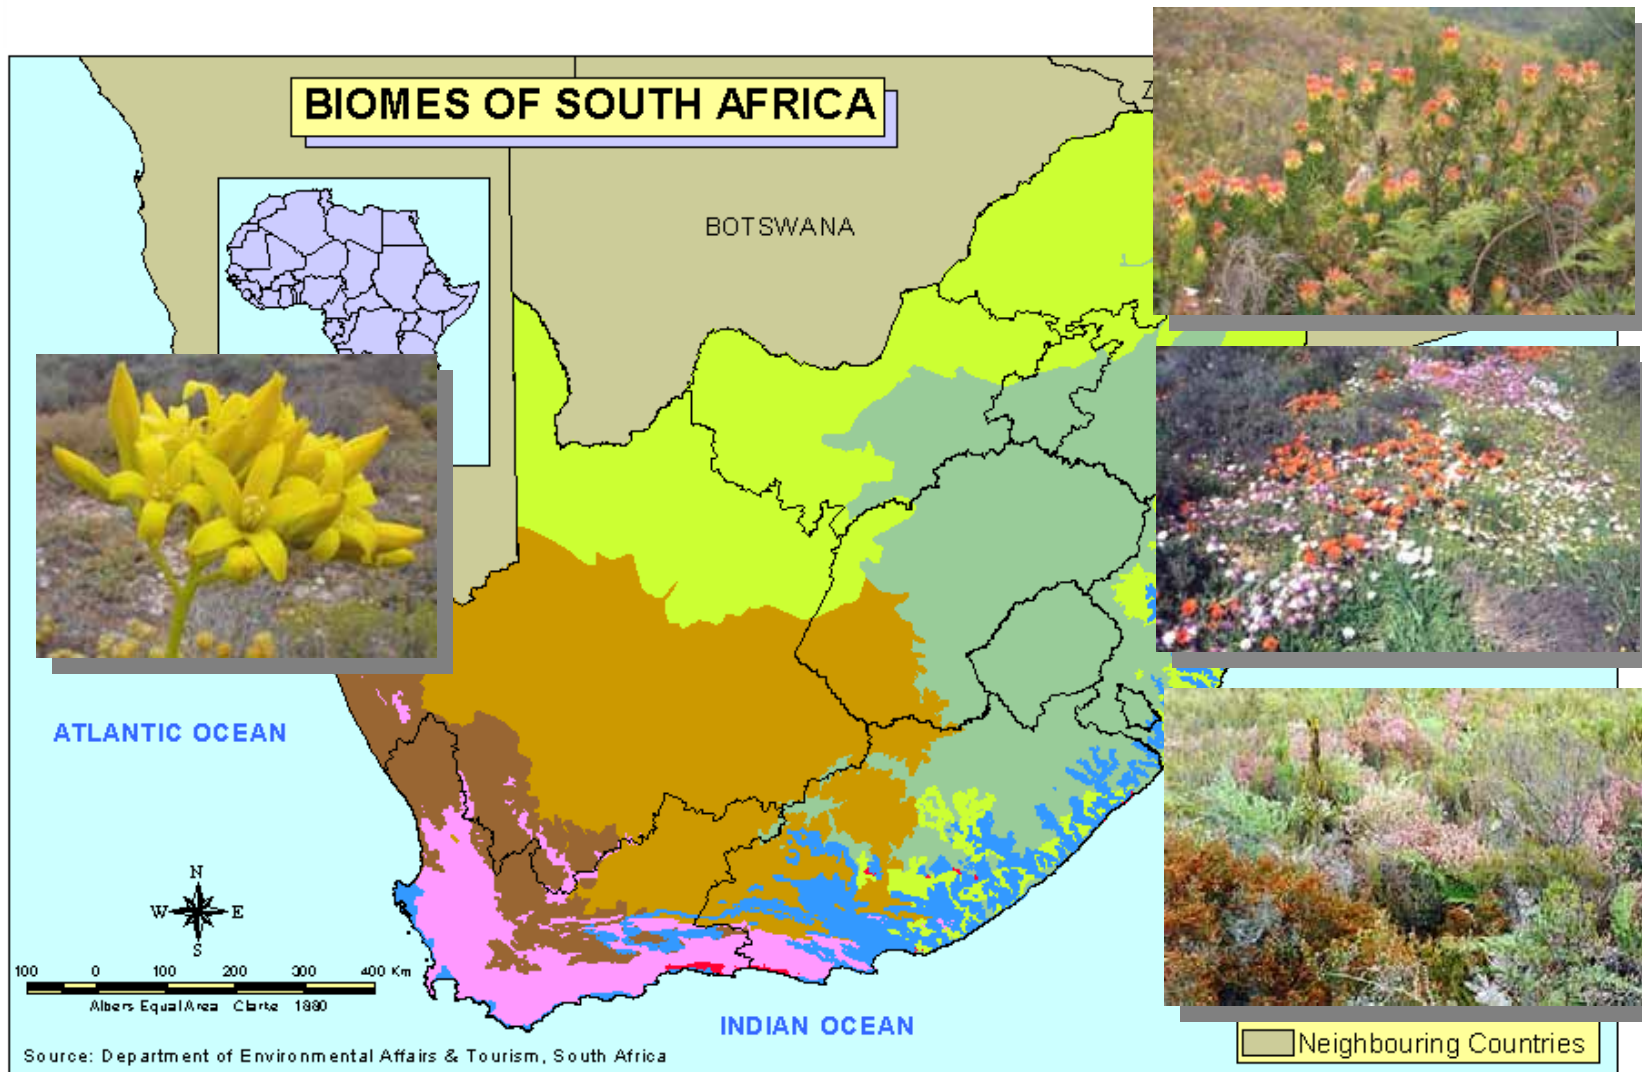 BIOMES OF SOUTH AFRICA
BOTSWANA
ATLANTIC OCEAN
N
W E
S
100 0 100 200 300 400 Km
Albers Equal Area Clarke 1880
INDIAN OCEAN
Source: Department of Environmental Affairs & Tourism, South Africa
Neighbouring Countries